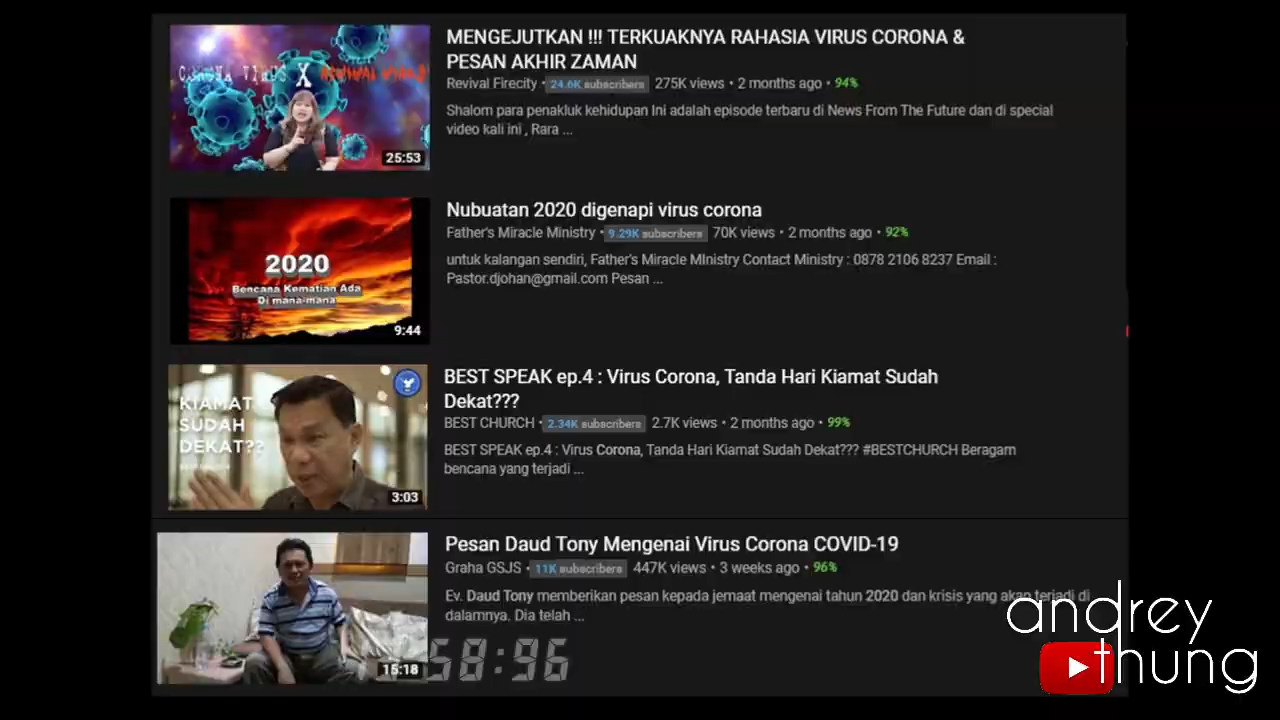 CORONA VIRUS X REVIVAL VIRUS
25:53
MENGEJUTKAN !!! TERKUAKNYA RAHASIA VIRUS CORONA &
PESAN AKHIR ZAMAN
Revival Firecity • 24.6K subscribers 275K views • 2 months ago • 94%
Shalom para penakluk kehidupan Ini adalah episode terbaru di News From The Future dan di special
video kali ini , Rara ...
2020
Bencana Kematian Ada
Di mana-mana
9:44
Nubuatan 2020 digenapi virus corona
Father's Miracle Ministry • 9.29K subscribers 70K views • 2 months ago • 92%
untuk kalangan sendiri, Father's Miracle MInistry Contact Ministry : 0878 2106 8237 Email :
Pastor.djohan@gmail.com Pesan ...
KIAMAT
SUDAH
DEKAT??
3:03
BEST SPEAK ep.4 : Virus Corona, Tanda Hari Kiamat Sudah
Dekat???
BEST CHURCH • 2.34K subscribers 2.7K views • 2 months ago • 99%
BEST SPEAK ep.4 : Virus Corona, Tanda Hari Kiamat Sudah Dekat??? #BESTCHURCH Beragam
bencana yang terjadi ...
15:18
Pesan Daud Tony Mengenai Virus Corona COVID-19
Graha GSJS • 11K subscribers 447K views • 3 weeks ago • 96%
Ev. Daud Tony memberikan pesan kepada jemaat mengenai tahun 2020 dan krisis yang akan terjadi di
dalamnya. Dia telah ...
58:96
andrey
thung